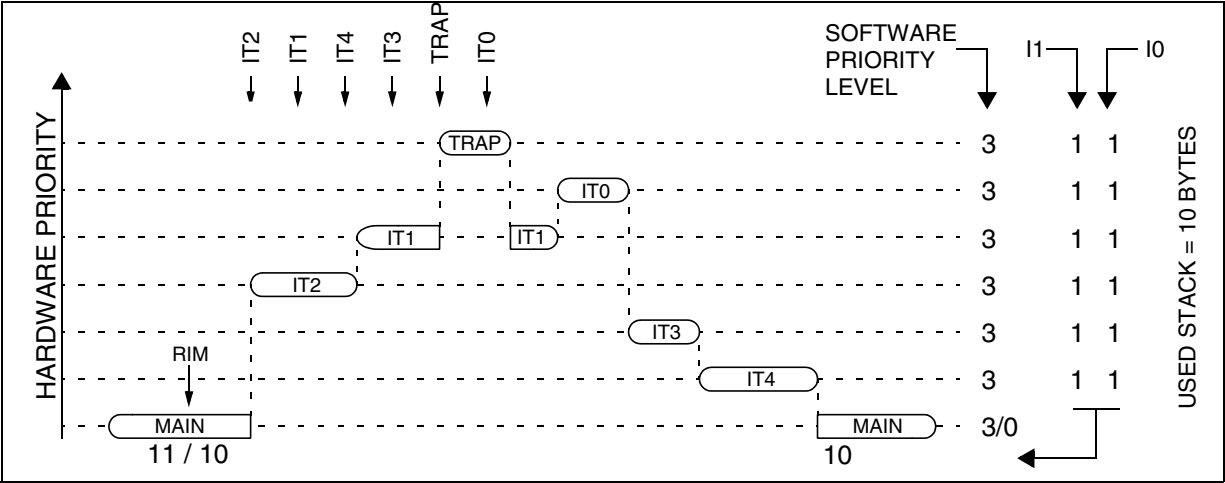 IT2
IT1
IT4
IT3
TRAP
IT0
SOFTWARE
PRIORITY
LEVEL
I1
I0
HARDWARE PRIORITY
TRAP
3 1 1
IT0
3 1 1
IT1
IT1
3 1 1
IT2
3 1 1
IT3
3 1 1
RIM
IT4
3 1 1
MAIN
MAIN
3/0
11 / 10
10
USED STACK = 10 BYTES